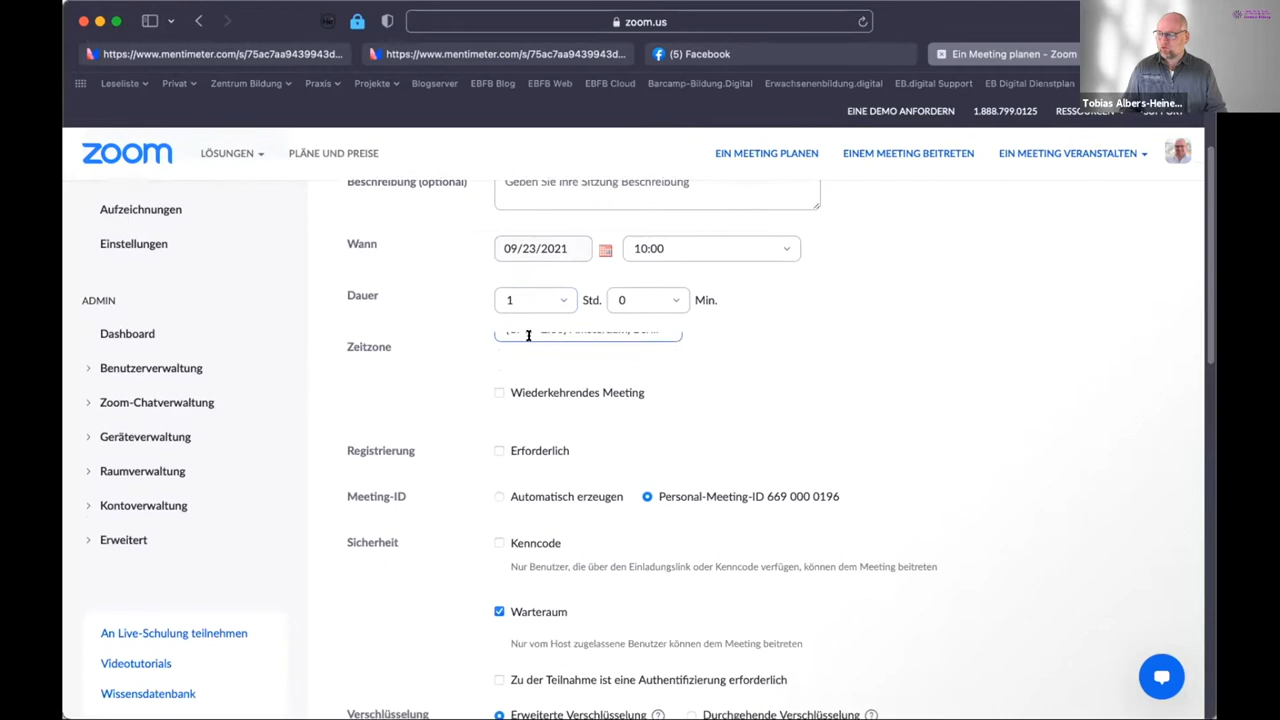 zoom.us
https://www.mentimeter.com/s/75ac7aa9439943d...
https://www.mentimeter.com/s/75ac7aa9439943d...
(5) Facebook
Ein Meeting planen – Zoom
Leseliste
Privat
Zentrum Bildung
Praxis
Projekte
Blogserver
EBFB Blog
EBFB Web
EBFB Cloud
Barcamp-Bildung.Digital
Erwachsenenbildung.digital
EB.digital Support
EB Digital Dienstplan
Tobias Albers-Heine...
EINE DEMO ANFORDERN
1.888.799.0125
zoom
LÖSUNGEN
PLÄNE UND PREISE
EIN MEETING PLANEN
EINEM MEETING BEITRETEN
EIN MEETING VERANSTALTEN
Aufzeichnungen
Einstellungen
ADMIN
Dashboard
Benutzerverwaltung
Zoom-Chatverwaltung
Geräteverwaltung
Raumverwaltung
Kontoverwaltung
Erweitert
An Live-Schulung teilnehmen
Videotutorials
Wissensdatenbank
Beschreibung (optional)
Geben Sie Ihre Sitzung Beschreibung
Wann
09/23/2021
10:00
Dauer
1 Std. 0 Min.
Zeitzone
Wiederkehrendes Meeting
Registrierung
Erforderlich
Meeting-ID
Automatisch erzeugen
Personal-Meeting-ID 669 000 0196
Sicherheit
Kenncode
Nur Benutzer, die über den Einladungslink oder Kenncode verfügen, können dem Meeting beitreten
Warteraum
Nur vom Host zugelassene Benutzer können dem Meeting beitreten
Zu der Teilnahme ist eine Authentifizierung erforderlich
Verschlüsselung
Erweiterte Verschlüsselung
Durchgehende Verschlüsselung